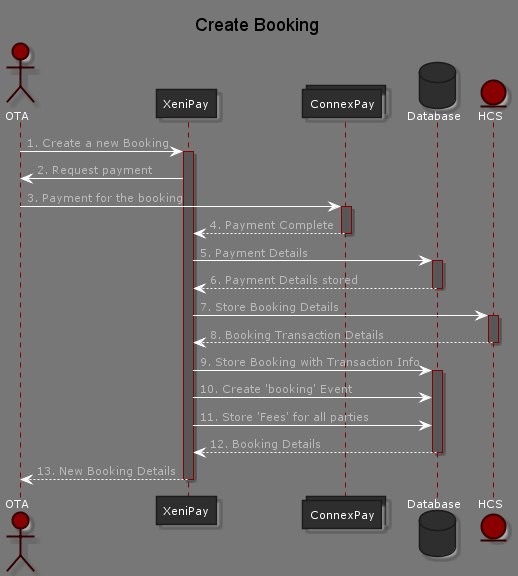 Create Booking
OTA
XeniPay
ConnexPay
Database
HCS
1. Create a new Booking
2. Request payment
3. Payment for the booking
4. Payment Complete
5. Payment Details
6. Payment Details stored
7. Store Booking Details
8. Booking Transaction Details
9. Store Booking with Transaction Info
10. Create 'booking' Event
11. Store 'Fees' for all parties
12. Booking Details
13. New Booking Details
OTA
XeniPay
ConnexPay
Database
HCS